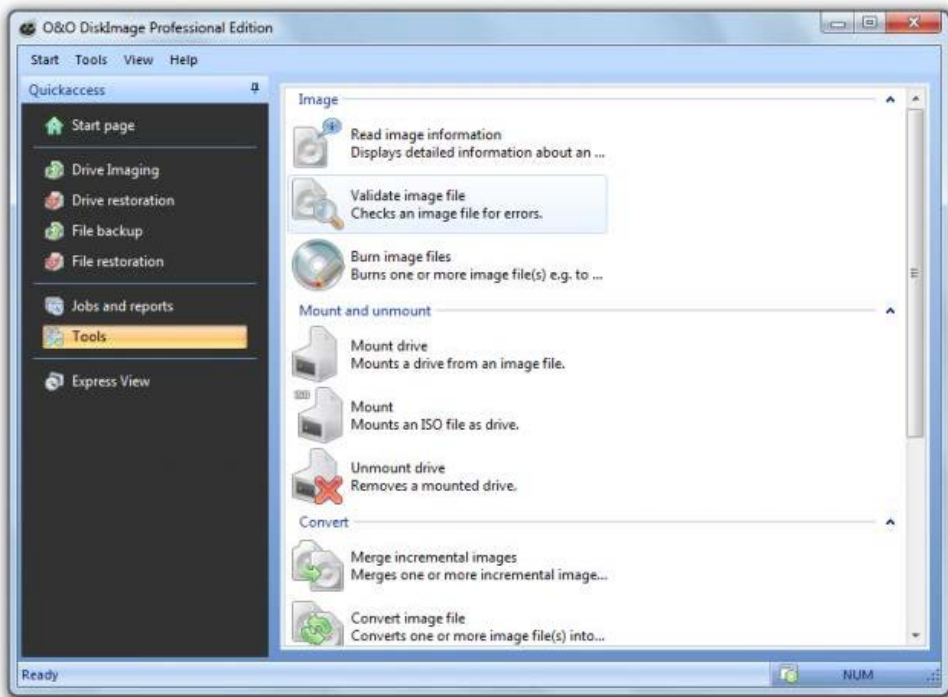 O&O DiskImage Professional Edition
Start Tools View Help
Quickaccess
Start page
Drive Imaging
Drive restoration
File backup
File restoration
Jobs and reports
Tools
Express View
Image
Read image information
Displays detailed information about an ...
Validate image file
Checks an image file for errors.
Burn image files
Burns one or more image file(s) e.g. to ...
Mount and unmount
Mount drive
Mounts a drive from an image file.
Mount
Mounts an ISO file as drive.
Unmount drive
Removes a mounted drive.
Convert
Merge incremental images
Merges one or more incremental image...
Convert image file
Converts one or more image file(s) into...
Ready
NUM